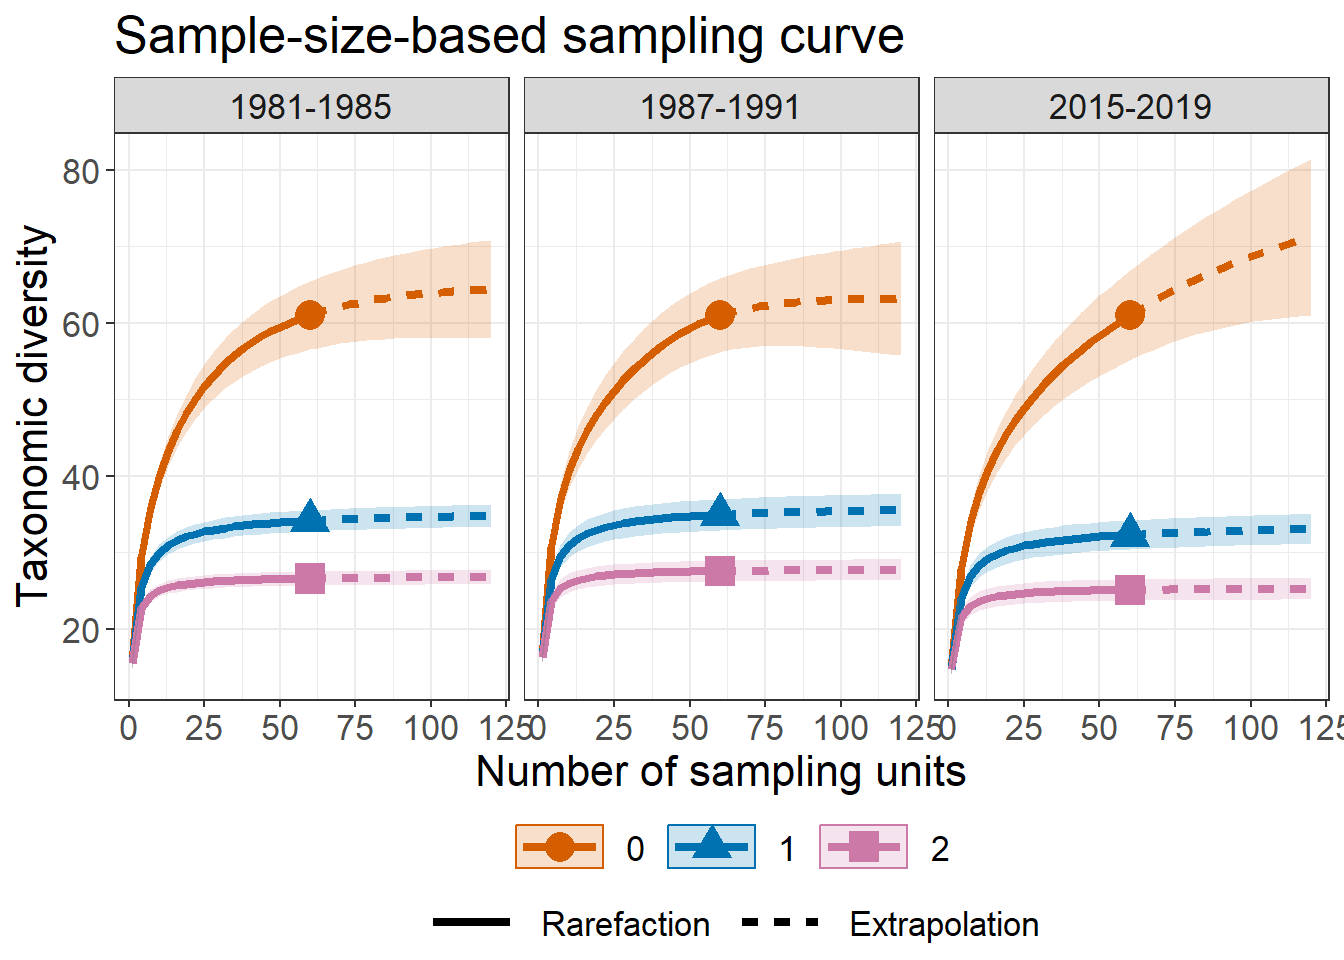 Sample-size-based sampling curve
1981-1985 1987-1991 2015-2019
Taxonomic diversity
80
60
40
20
0 25 50 75 100 125 0 25 50 75 100 125 0 25 50 75 100 125
Number of sampling units
0 1 2
Rarefaction Extrapolation